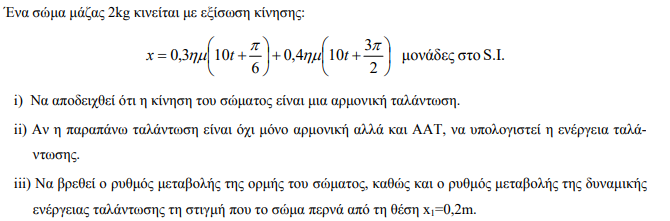 Ένα σώμα μάζας 2kg κινείται με εξίσωση κίνησης:
x = 0,3ημ(10t + π/6) + 0,4ημ(10t + 3π/2) μονάδες στο S.I.
i) Να αποδειχθεί ότι η κίνηση του σώματος είναι μια αρμονική ταλάντωση.
ii) Αν η παραπάνω ταλάντωση είναι όχι μόνο αρμονική αλλά και ΑΑΤ, να υπολογιστεί η ενέργεια ταλά-
ντωσης.
iii) Να βρεθεί ο ρυθμός μεταβολής της ορμής του σώματος, καθώς και ο ρυθμός μεταβολής της δυναμικής
ενέργειας ταλάντωσης τη στιγμή που το σώμα περνά από τη θέση x₁=0,2m.